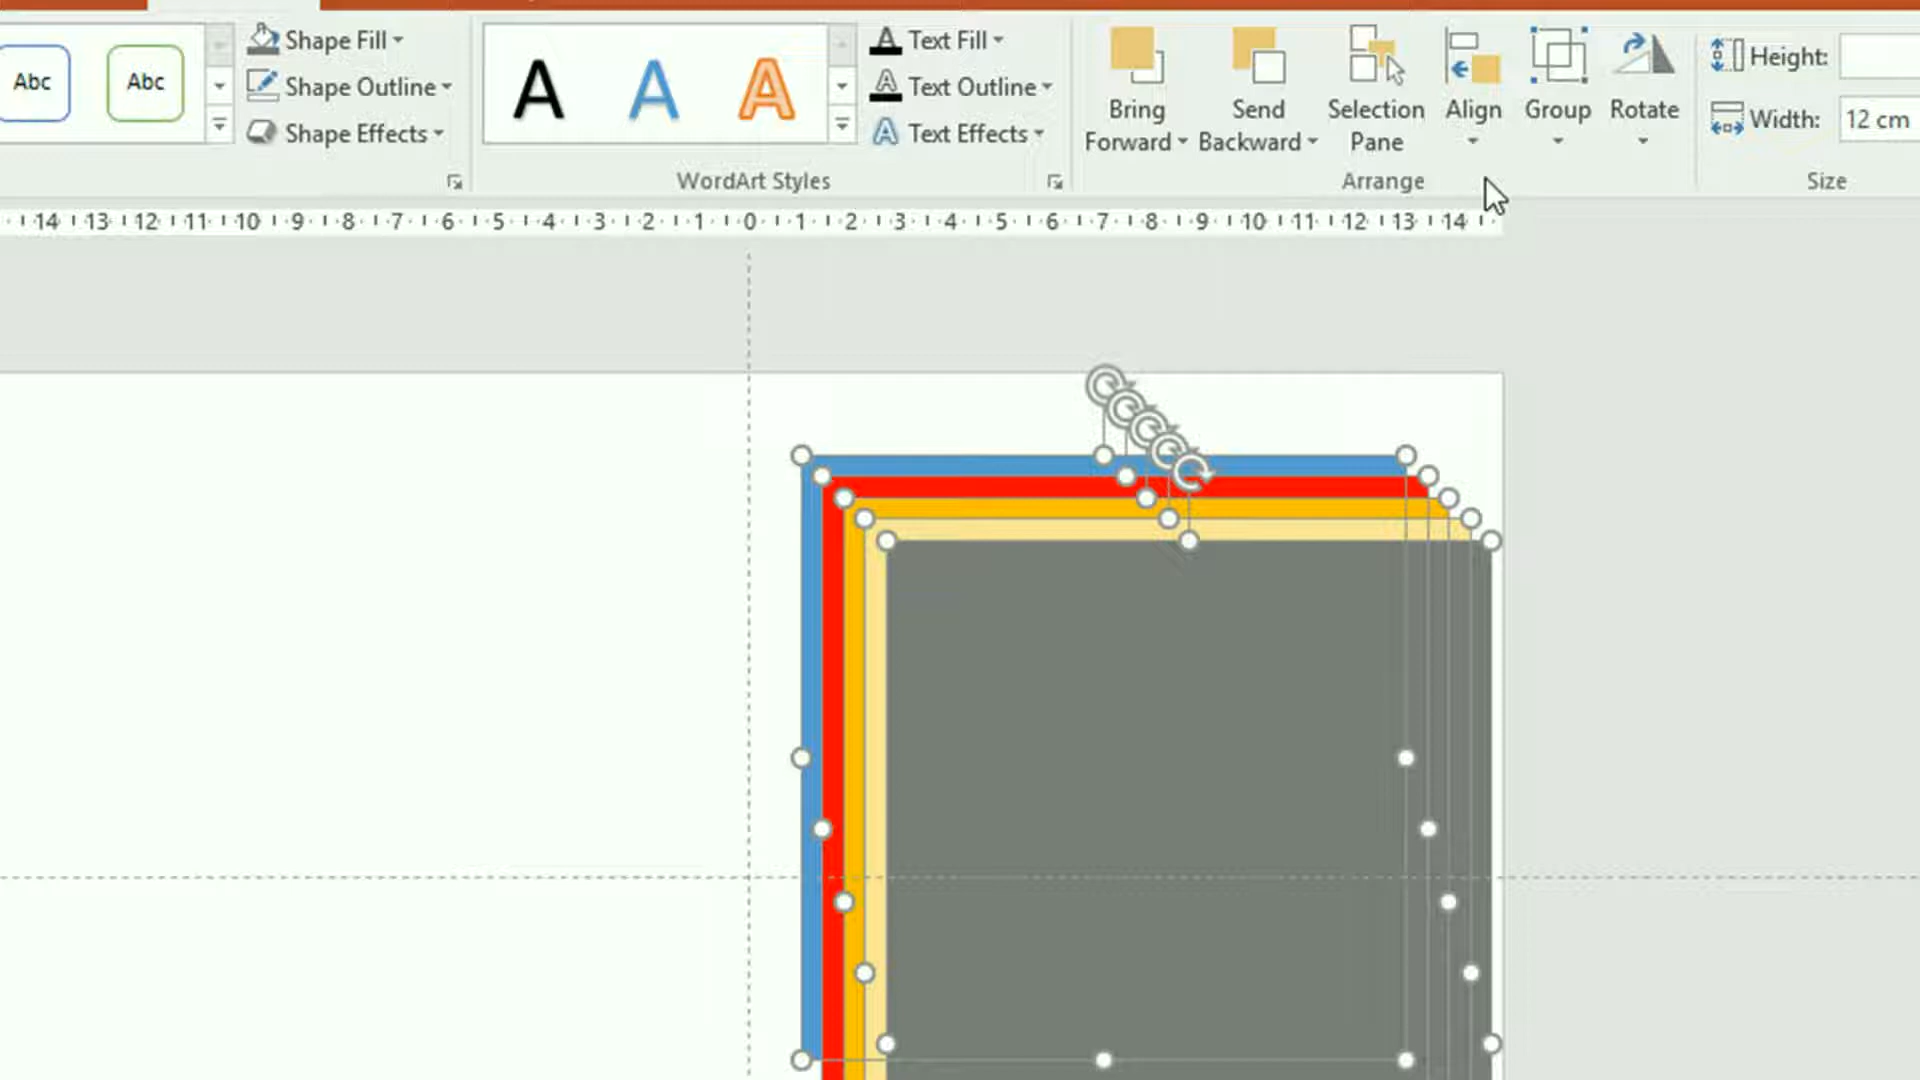 Abc
Abc
Shape Fill
Shape Outline
Shape Effects
A A A
WordArt Styles
Text Fill
Text Outline
Text Effects
Bring Forward
Send Backward
Selection Pane
Align
Group
Rotate
Arrange
Height:
Width: 12 cm
Size
14 13 12 11 10 9 8 7 6 5 4 3 2 1 0 1 2 3 4 5 6 7 8 9 10 11 12 13 14